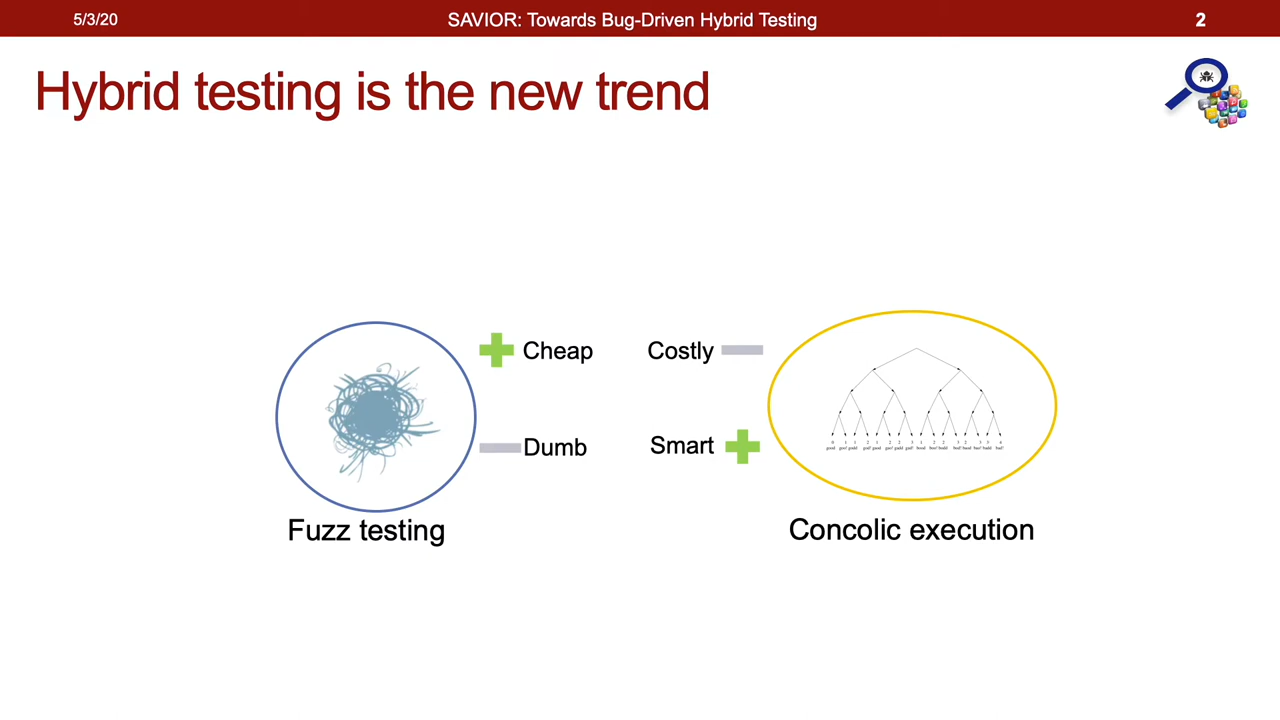 5/3/20
SAVIOR: Towards Bug-Driven Hybrid Testing
2
Hybrid testing is the new trend
Cheap
Costly
Dumb
Smart
Fuzz testing
Concolic execution